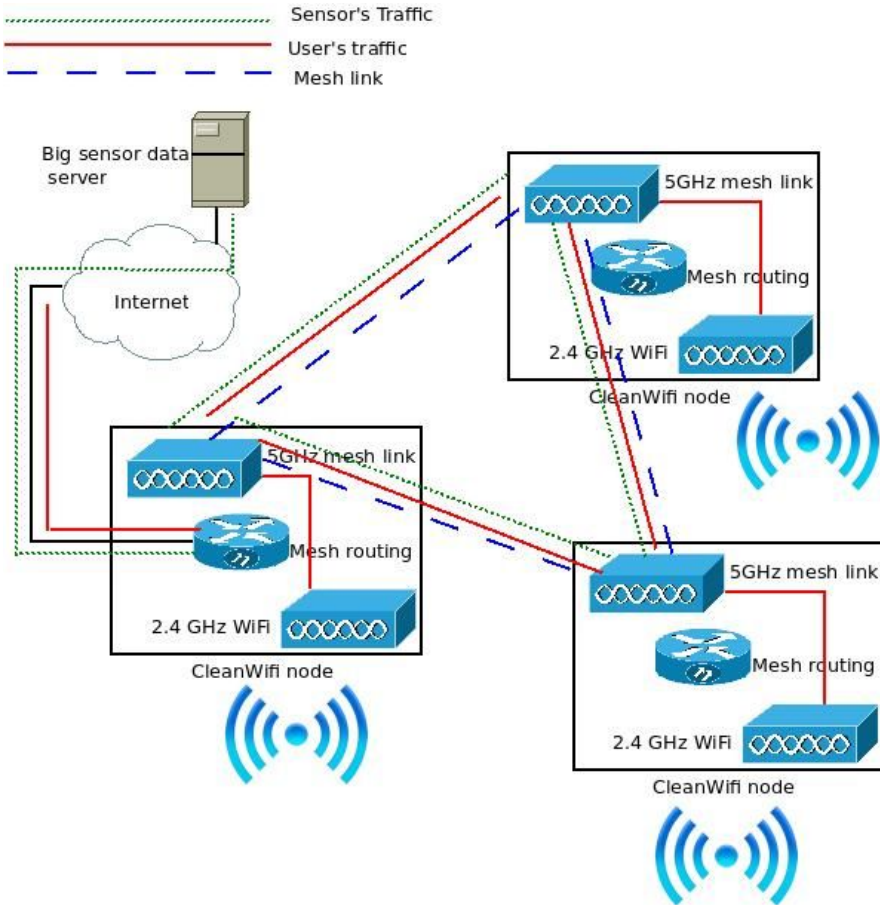 Sensor's Traffic
User's traffic
Mesh link
Big sensor data
server
Internet
5GHz mesh link
Mesh routing
2.4 GHz WiFi
CleanWifi node
5GHz mesh link
Mesh routing
2.4 GHz WiFi
CleanWifi node
5GHz mesh link
Mesh routing
2.4 GHz WiFi
CleanWifi node